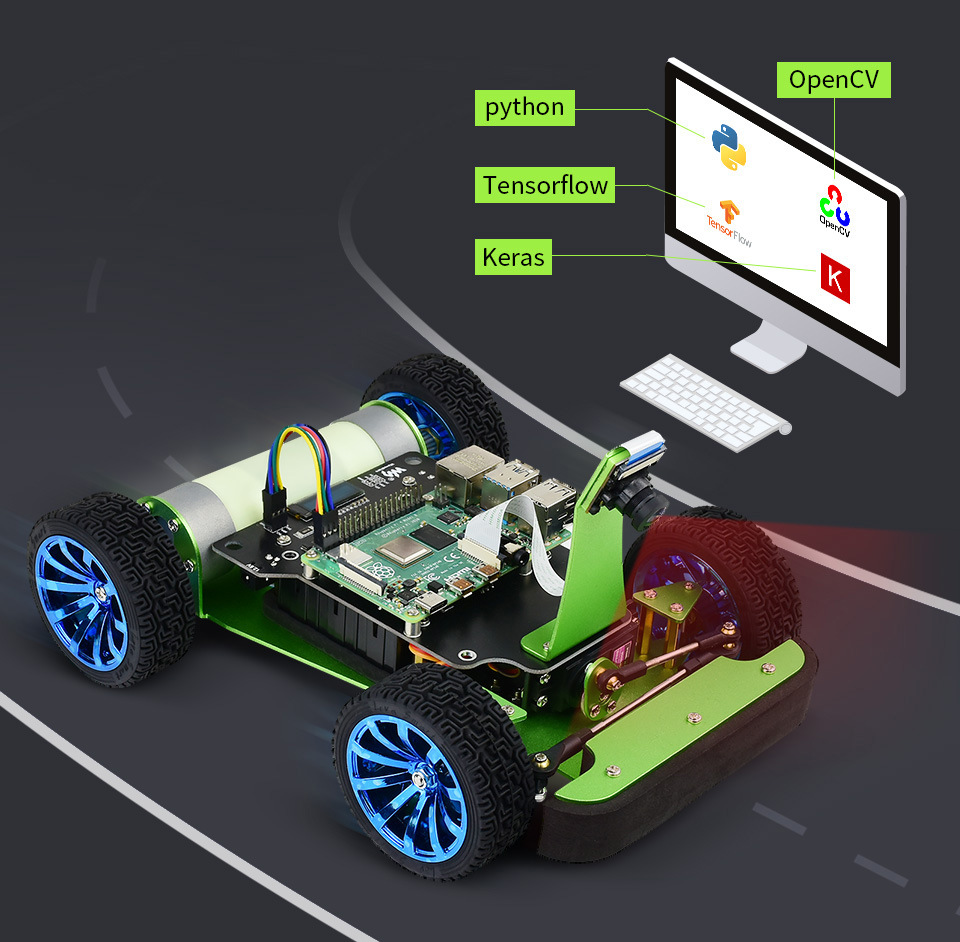 OpenCV
python
Tensorflow
TensorFlow
OpenCV
Keras
K